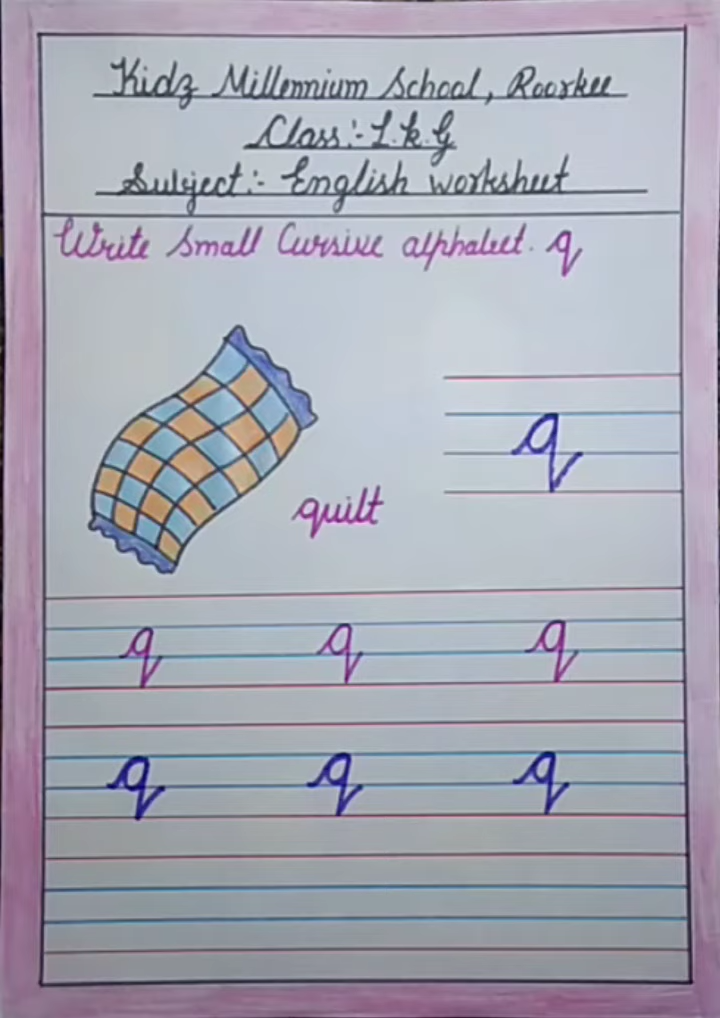 Kidz Millennium School, Roorkee
Class:- L.k.G
Subject:- English worksheet
Write small Cursive alphabet. q
q
quilt
q q q
q q q